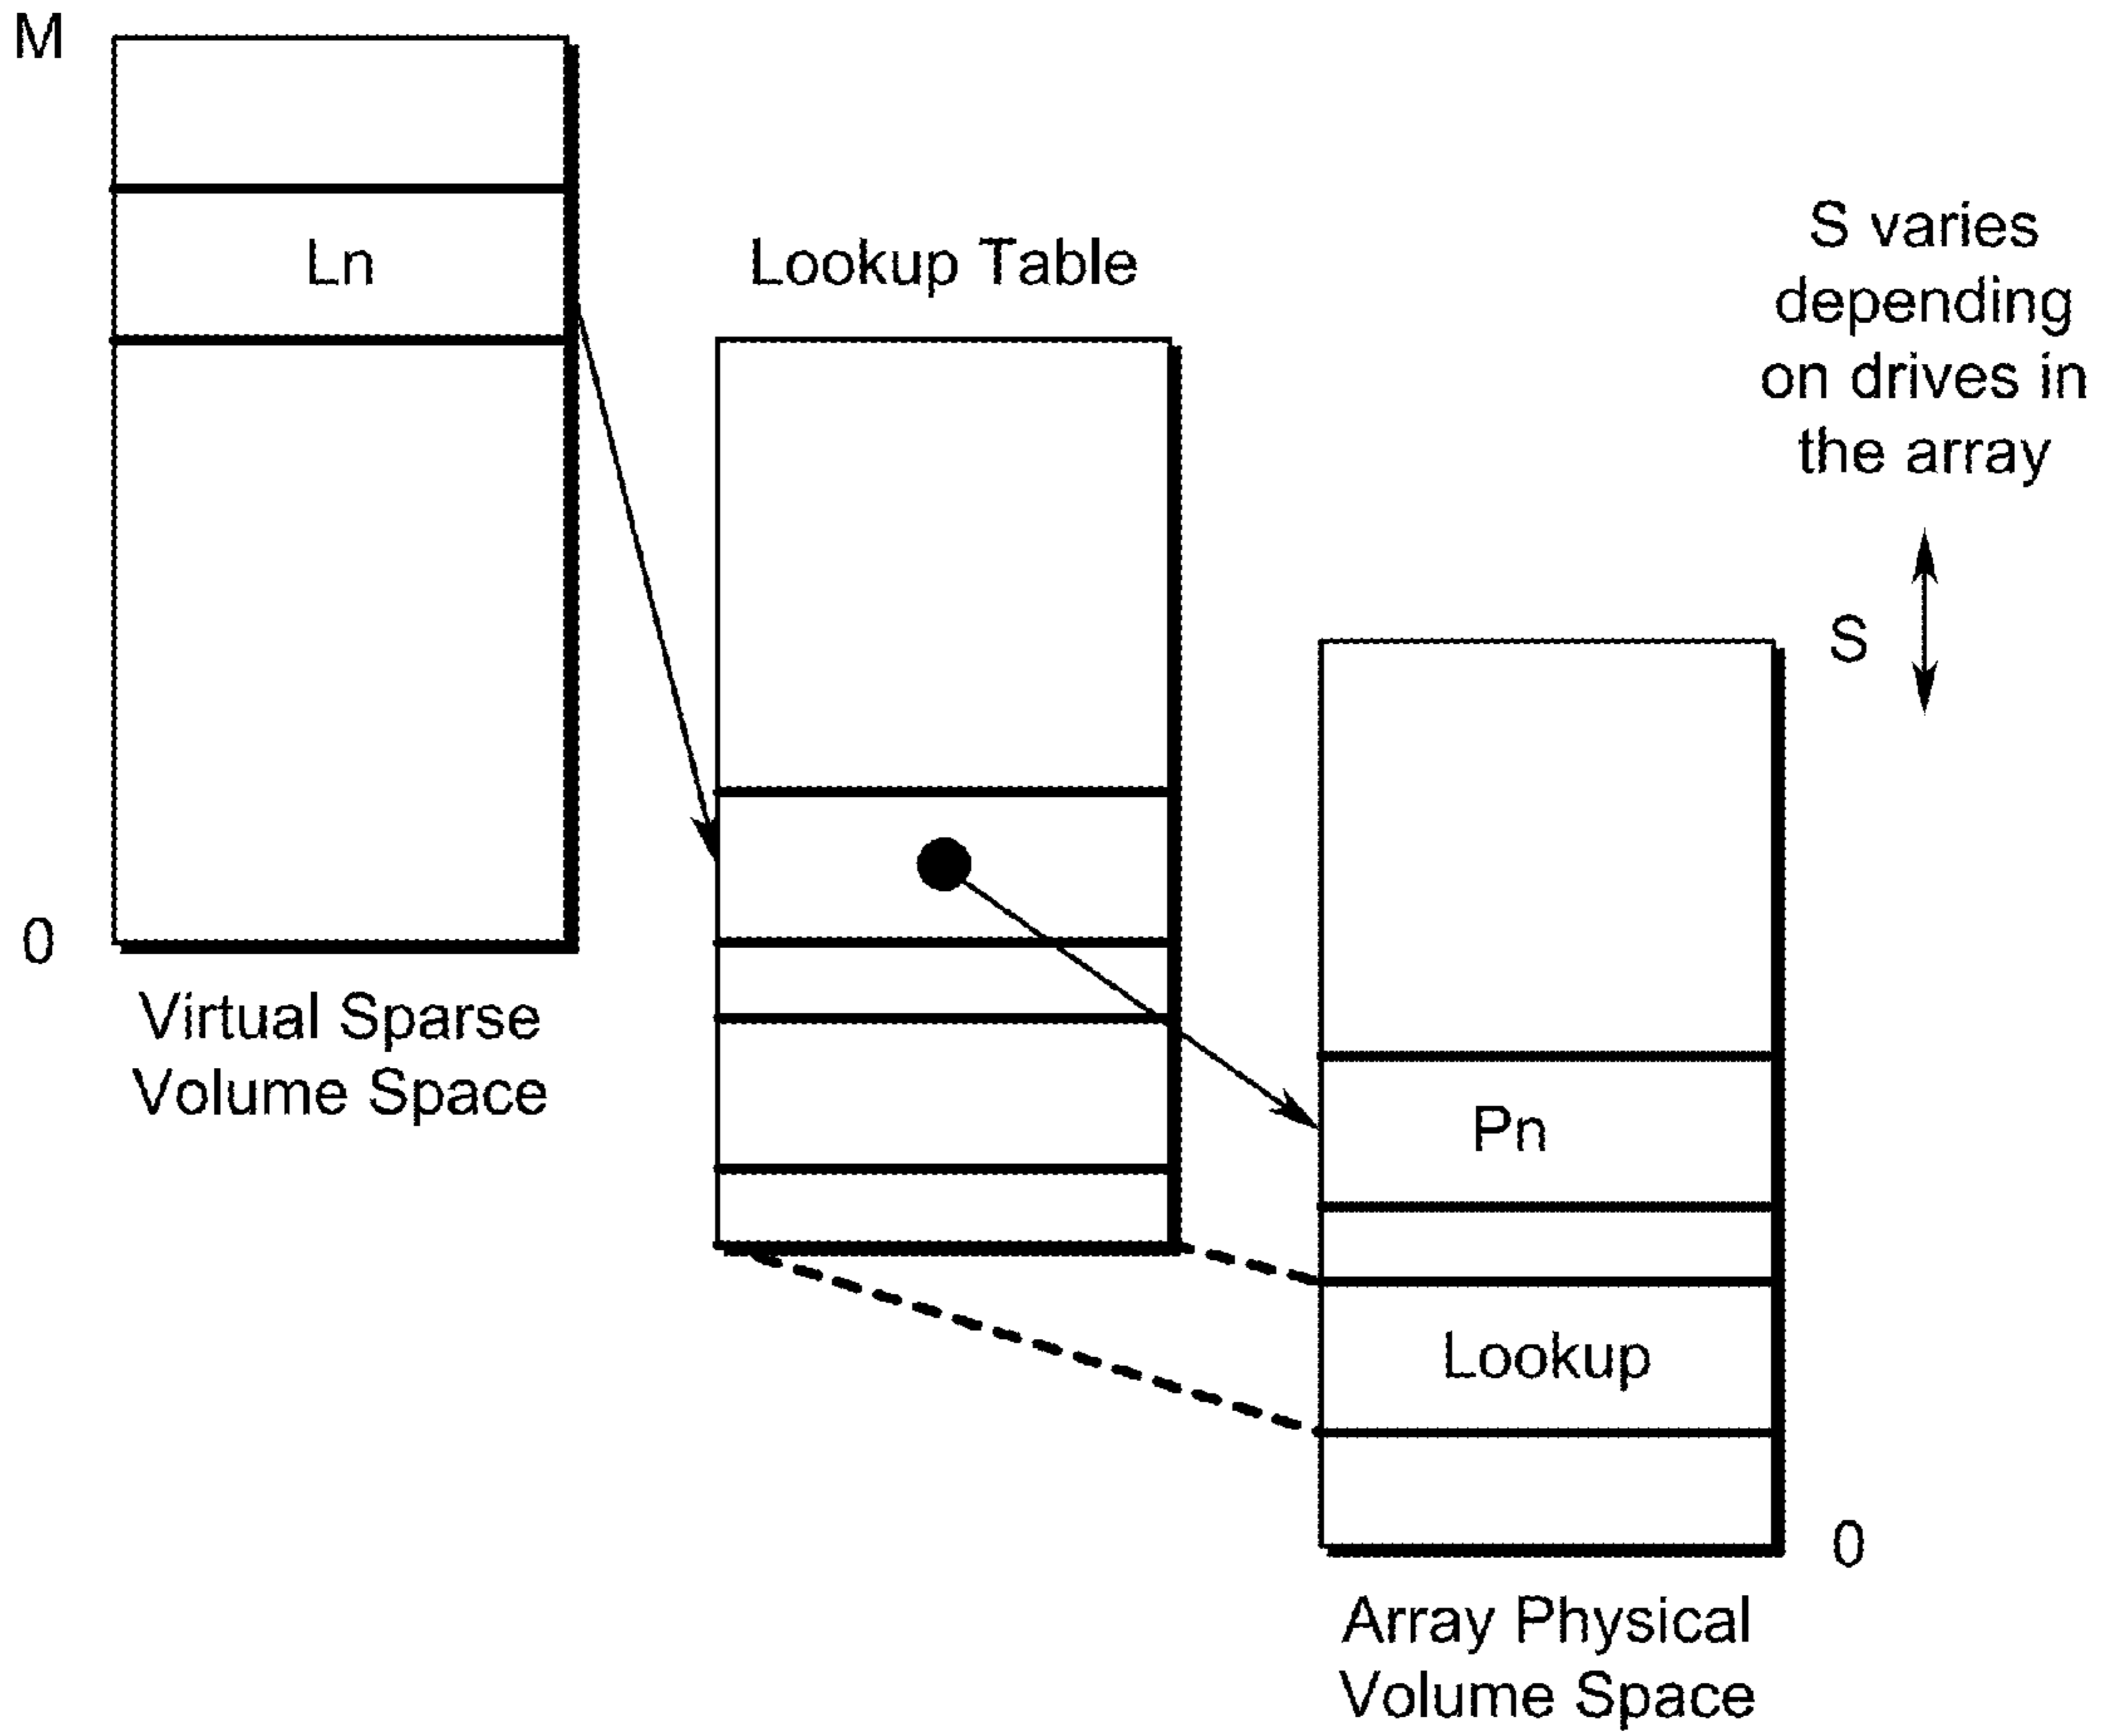 M
Ln
0
Virtual Sparse
Volume Space
Lookup Table
S varies
depending
on drives in
the array
S
Pn
Lookup
0
Array Physical
Volume Space